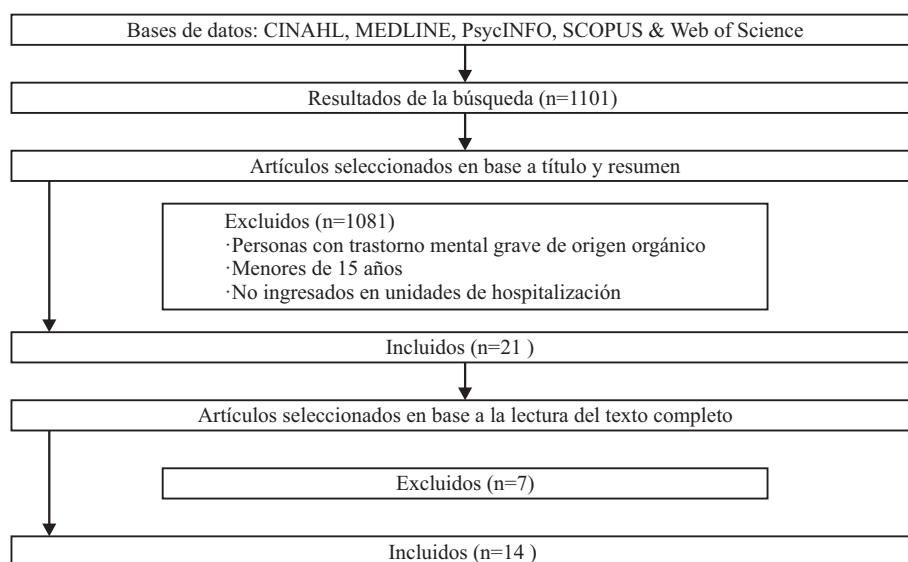 Bases de datos: CINAHL, MEDLINE, PsycINFO, SCOPUS & Web of Science
Resultados de la búsqueda (n=1101)
Artículos seleccionados en base a título y resumen
Excluidos (n=1081)
·Personas con trastorno mental grave de origen orgánico
·Menores de 15 años
·No ingresados en unidades de hospitalización
Incluidos (n=21 )
Artículos seleccionados en base a la lectura del texto completo
Excluidos (n=7)
Incluidos (n=14 )